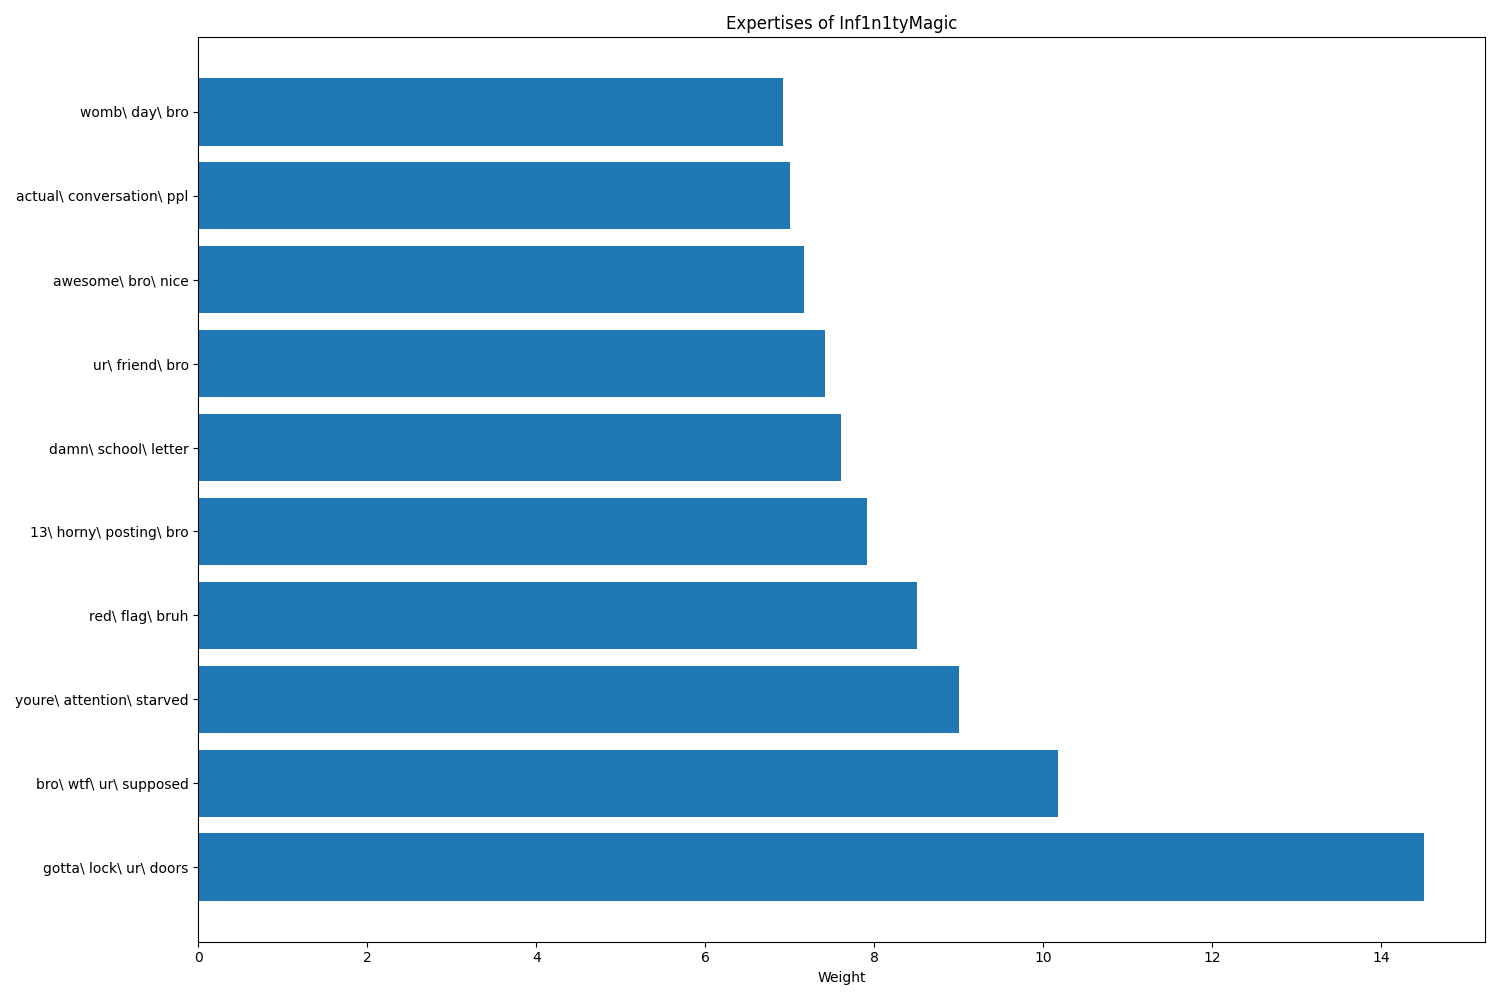 Expertises of Inf1n1tyMagic
womb\ day\ bro
actual\ conversation\ ppl
awesome\ bro\ nice
ur\ friend\ bro
damn\ school\ letter
13\ horny\ posting\ bro
red\ flag\ bruh
youre\ attention\ starved
bro\ wtf\ ur\ supposed
gotta\ lock\ ur\ doors
0 2 4 6 8 10 12 14
Weight